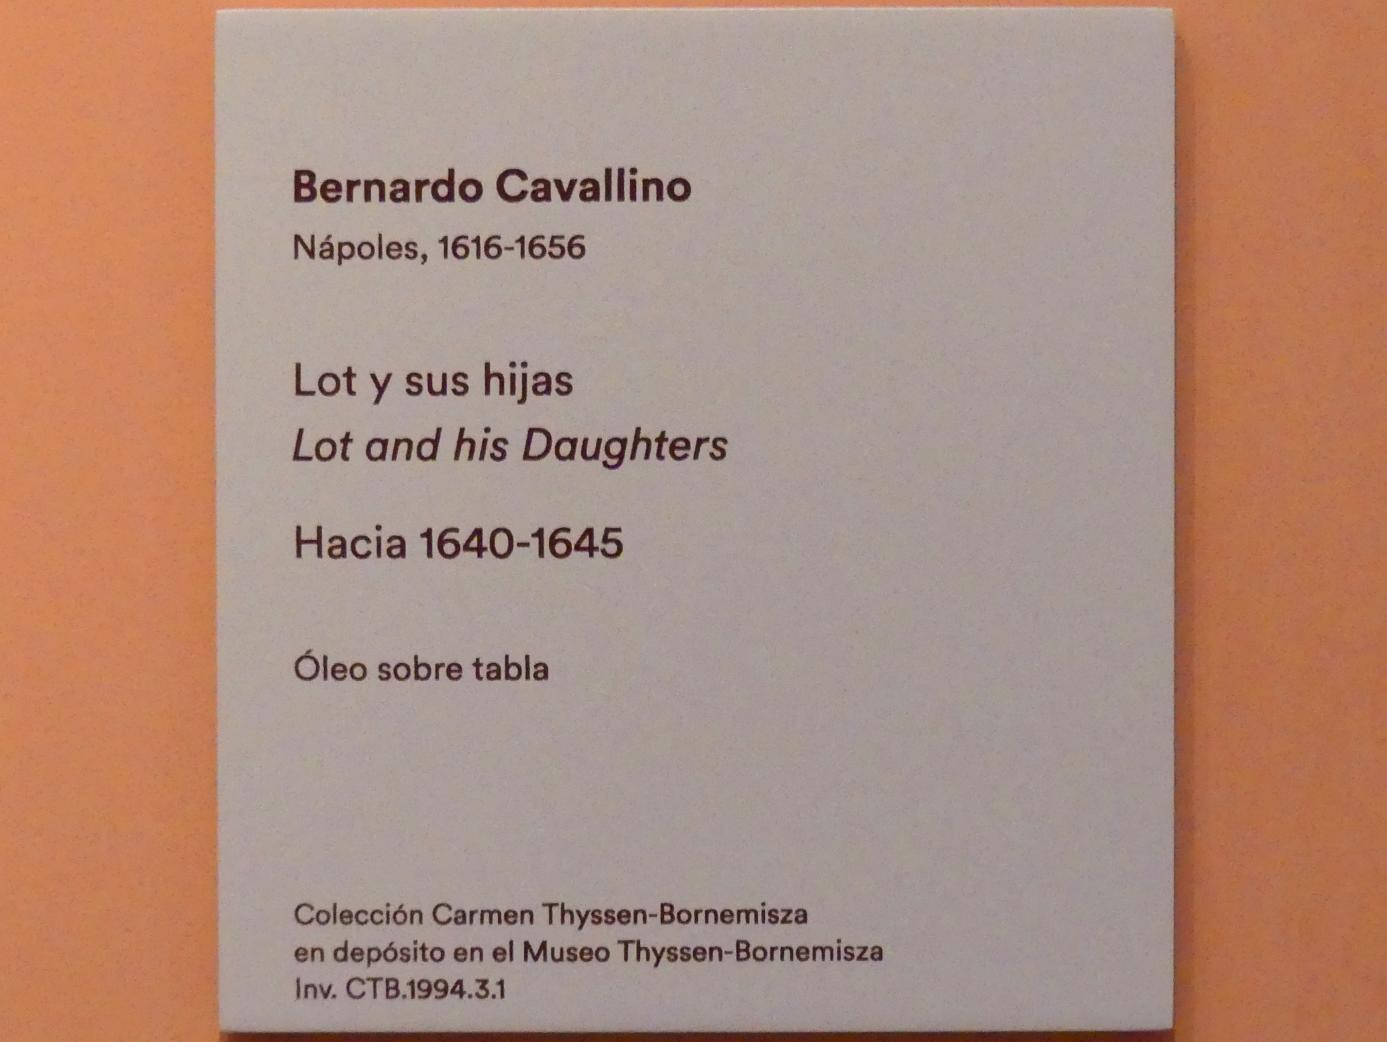 Bernardo Cavallino
Nápoles, 1616-1656
Lot y sus hijas
Lot and his Daughters
Hacia 1640-1645
Óleo sobre tabla
Colección Carmen Thyssen-Bornemisza
en depósito en el Museo Thyssen-Bornemisza
Inv. CTB.1994.3.1